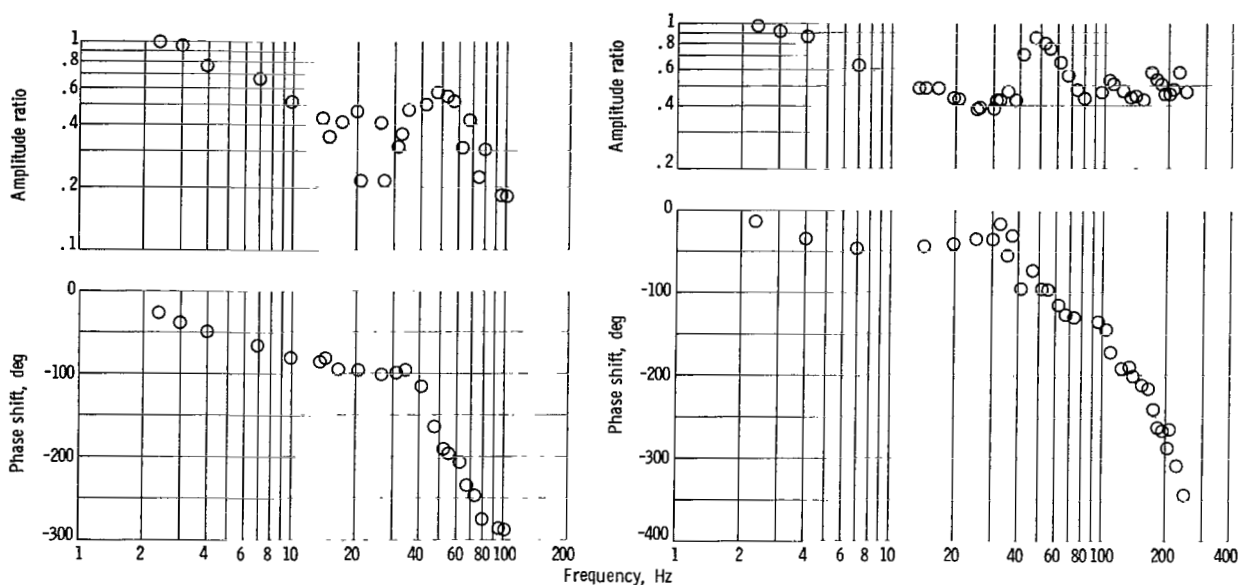 Amplitude ratio
1
.8
.6
.4
.2
.1
Phase shift, deg
0
-100
-200
-300
1 2 4 6 8 10 20 40 60 80 100 200
Amplitude ratio
1
.8
.6
.4
.2
Phase shift, deg
0
-100
-200
-300
-400
1 2 4 6 8 10 20 40 60 80 100 200 400
Frequency, Hz